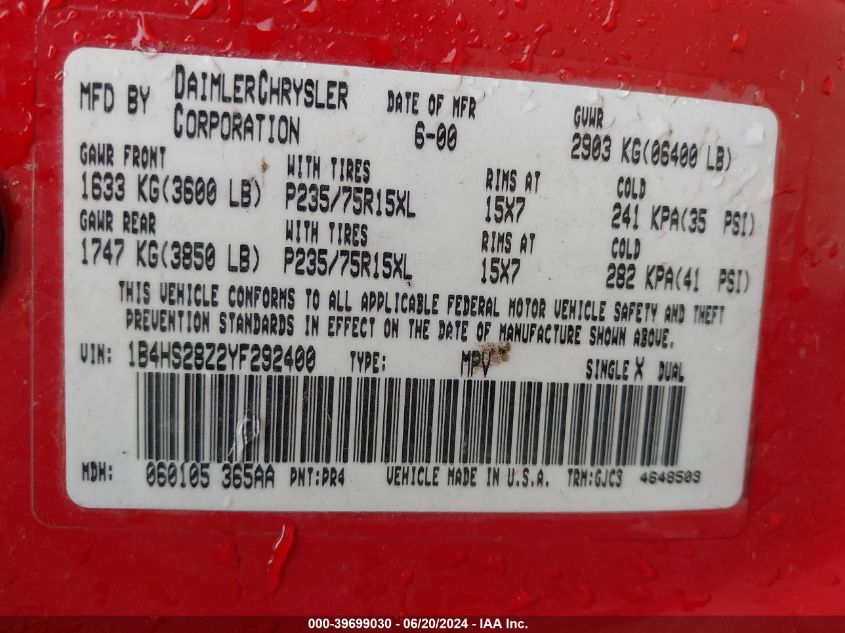 MFD BY DAIMLERCHRYSLER CORPORATION DATE OF MFR 6-00 GVWR 2903 KG(06400 LB)
GAWR FRONT WITH TIRES RIMS AT COLD
1633 KG(3600 LB) P235/75R15XL 15X7 241 KPA(35 PSI)
GAWR REAR WITH TIRES RIMS AT COLD
1747 KG(3850 LB) P235/75R15XL 15X7 282 KPA(41 PSI)
THIS VEHICLE CONFORMS TO ALL APPLICABLE FEDERAL MOTOR VEHICLE SAFETY AND THEFT
PREVENTION STANDARDS IN EFFECT ON THE DATE OF MANUFACTURE SHOWN ABOVE.
VIN: 1B4HS28Z2YF292400 TYPE: MPV SINGLE X DUAL
MDH: 060105 365AA PNT:PR4 VEHICLE MADE IN U.S.A. TRM:GJC3 4648503
000-39699030 / 06/20/2024 - IAA Inc.